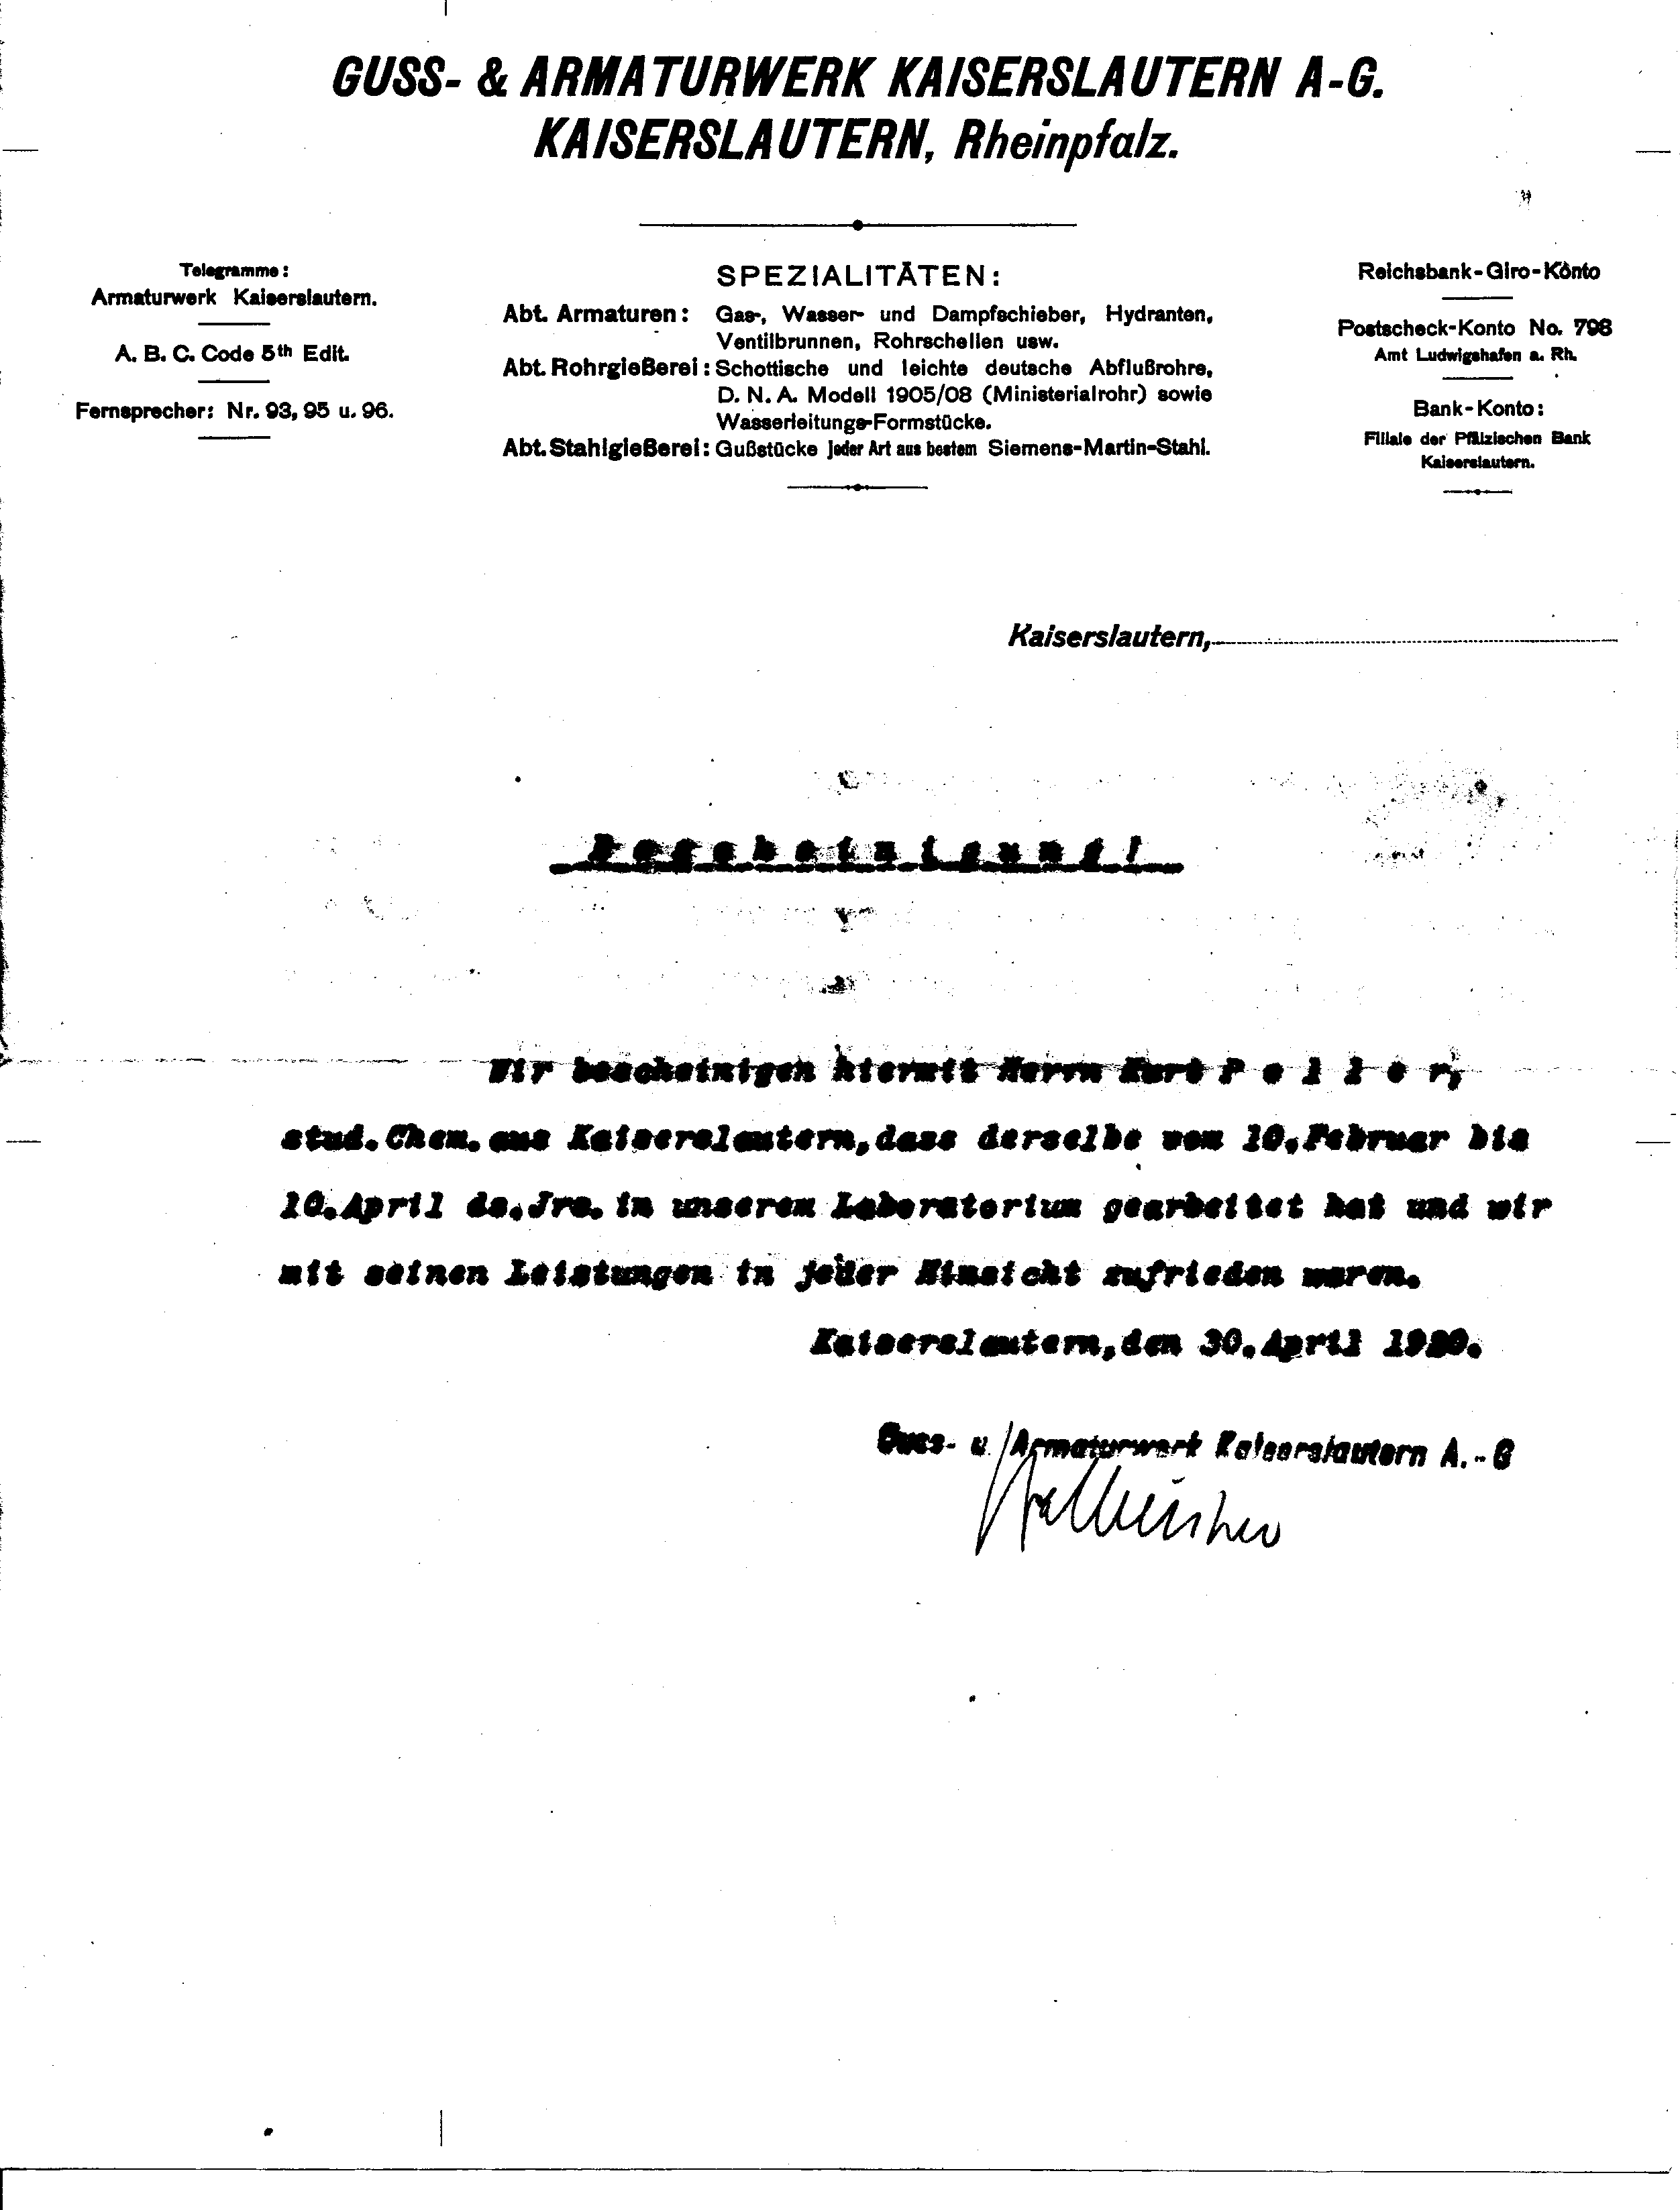 GUSS- & ARMATURWERK KAISERSLAUTERN A-G.
KAISERSLAUTERN, Rheinpfalz.
Telegramme:
Armaturwerk Kaiserslautern.
A. B. C. Code 5th Edit.
Fernsprecher: Nr. 93, 95 u. 96.
SPEZIALITÄTEN:
Abt. Armaturen: Gas-, Wasser- und Dampfschieber, Hydranten,
Ventilbrunnen, Rohrschellen usw.
Abt. Rohrgießerei: Schottische und leichte deutsche Abflußrohre,
D. N. A. Modell 1905/08 (Ministerialrohr) sowie
Wasserleitungs-Formstücke.
Abt. Stahlgießerei: Gußstücke jeder Art aus bestem Siemens-Martin-Stahl.
Reichsbank-Giro-Konto
Postscheck-Konto No. 798
Amt Ludwigshafen a. Rh.
Bank-Konto:
Filiale der Pfälzischen Bank
Kaiserslautern.
Kaiserslautern,
B e s c h e i n i g u n g !
Wir bescheinigen hiermit Herrn Kurt
stud. Chem. aus Kaiserslautern, dass derselbe vom 10. Februar bis
10. April ds. Jrs. in unserem Laboratorium gearbeitet hat und wir
mit seinen Leistungen in jeder Hinsicht zufrieden waren.
Kaiserslautern, den 30. April
Guss- u. Armaturwerk Kaiserslautern A.-G